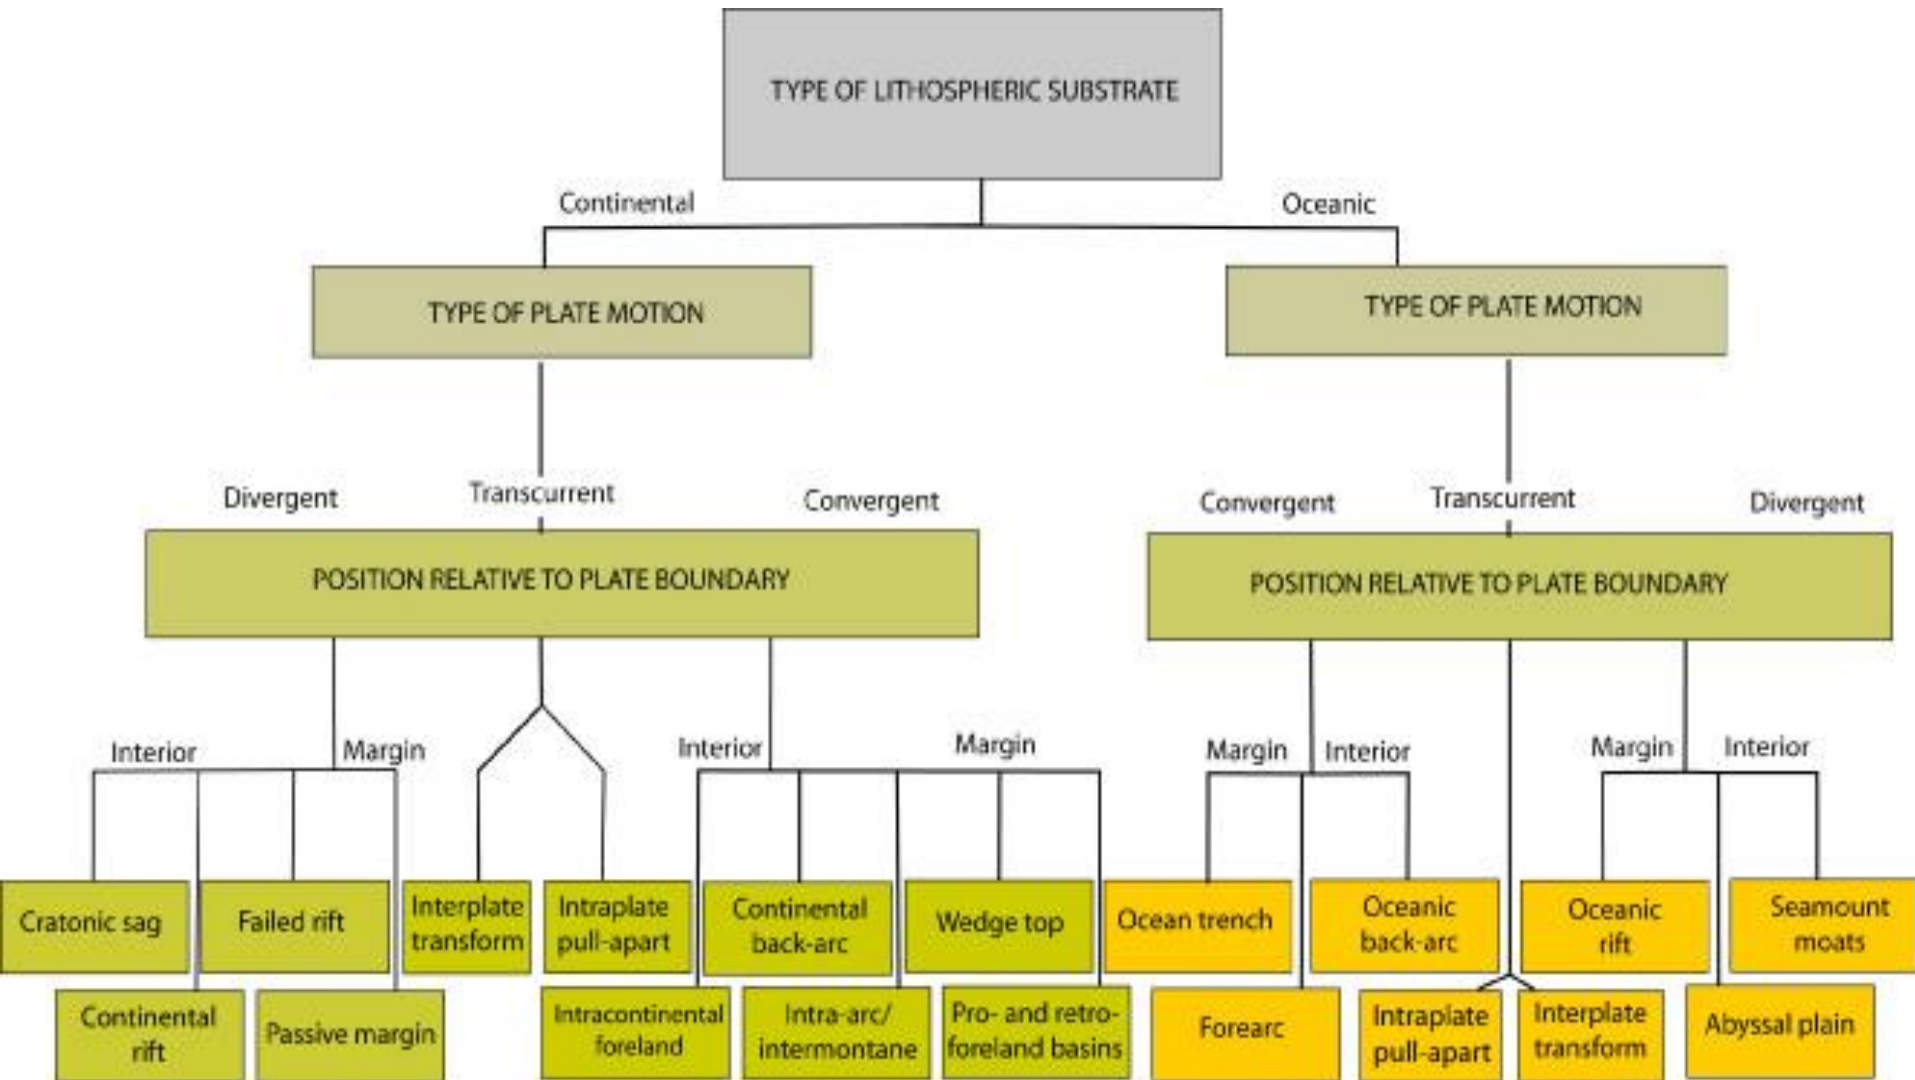 TYPE OF LITHOSPHERIC SUBSTRATE
Continental
Oceanic
TYPE OF PLATE MOTION
TYPE OF PLATE MOTION
Divergent
Transcurrent
Convergent
Convergent
Transcurrent
Divergent
POSITION RELATIVE TO PLATE BOUNDARY
POSITION RELATIVE TO PLATE BOUNDARY
Interior
Margin
Interior
Margin
Margin
Interior
Margin
Interior
Cratonic sag
Failed rift
Interplate
transform
Intraplate
pull-apart
Continental
back-arc
Wedge top
Ocean trench
Oceanic
back-arc
Oceanic
rift
Seamount
moats
Continental
rift
Passive margin
Intracontinental
foreland
Intra-arc/
intermontane
Pro- and retro-
foreland basins
Forearc
Intraplate
pull-apart
Interplate
transform
Abyssal plain